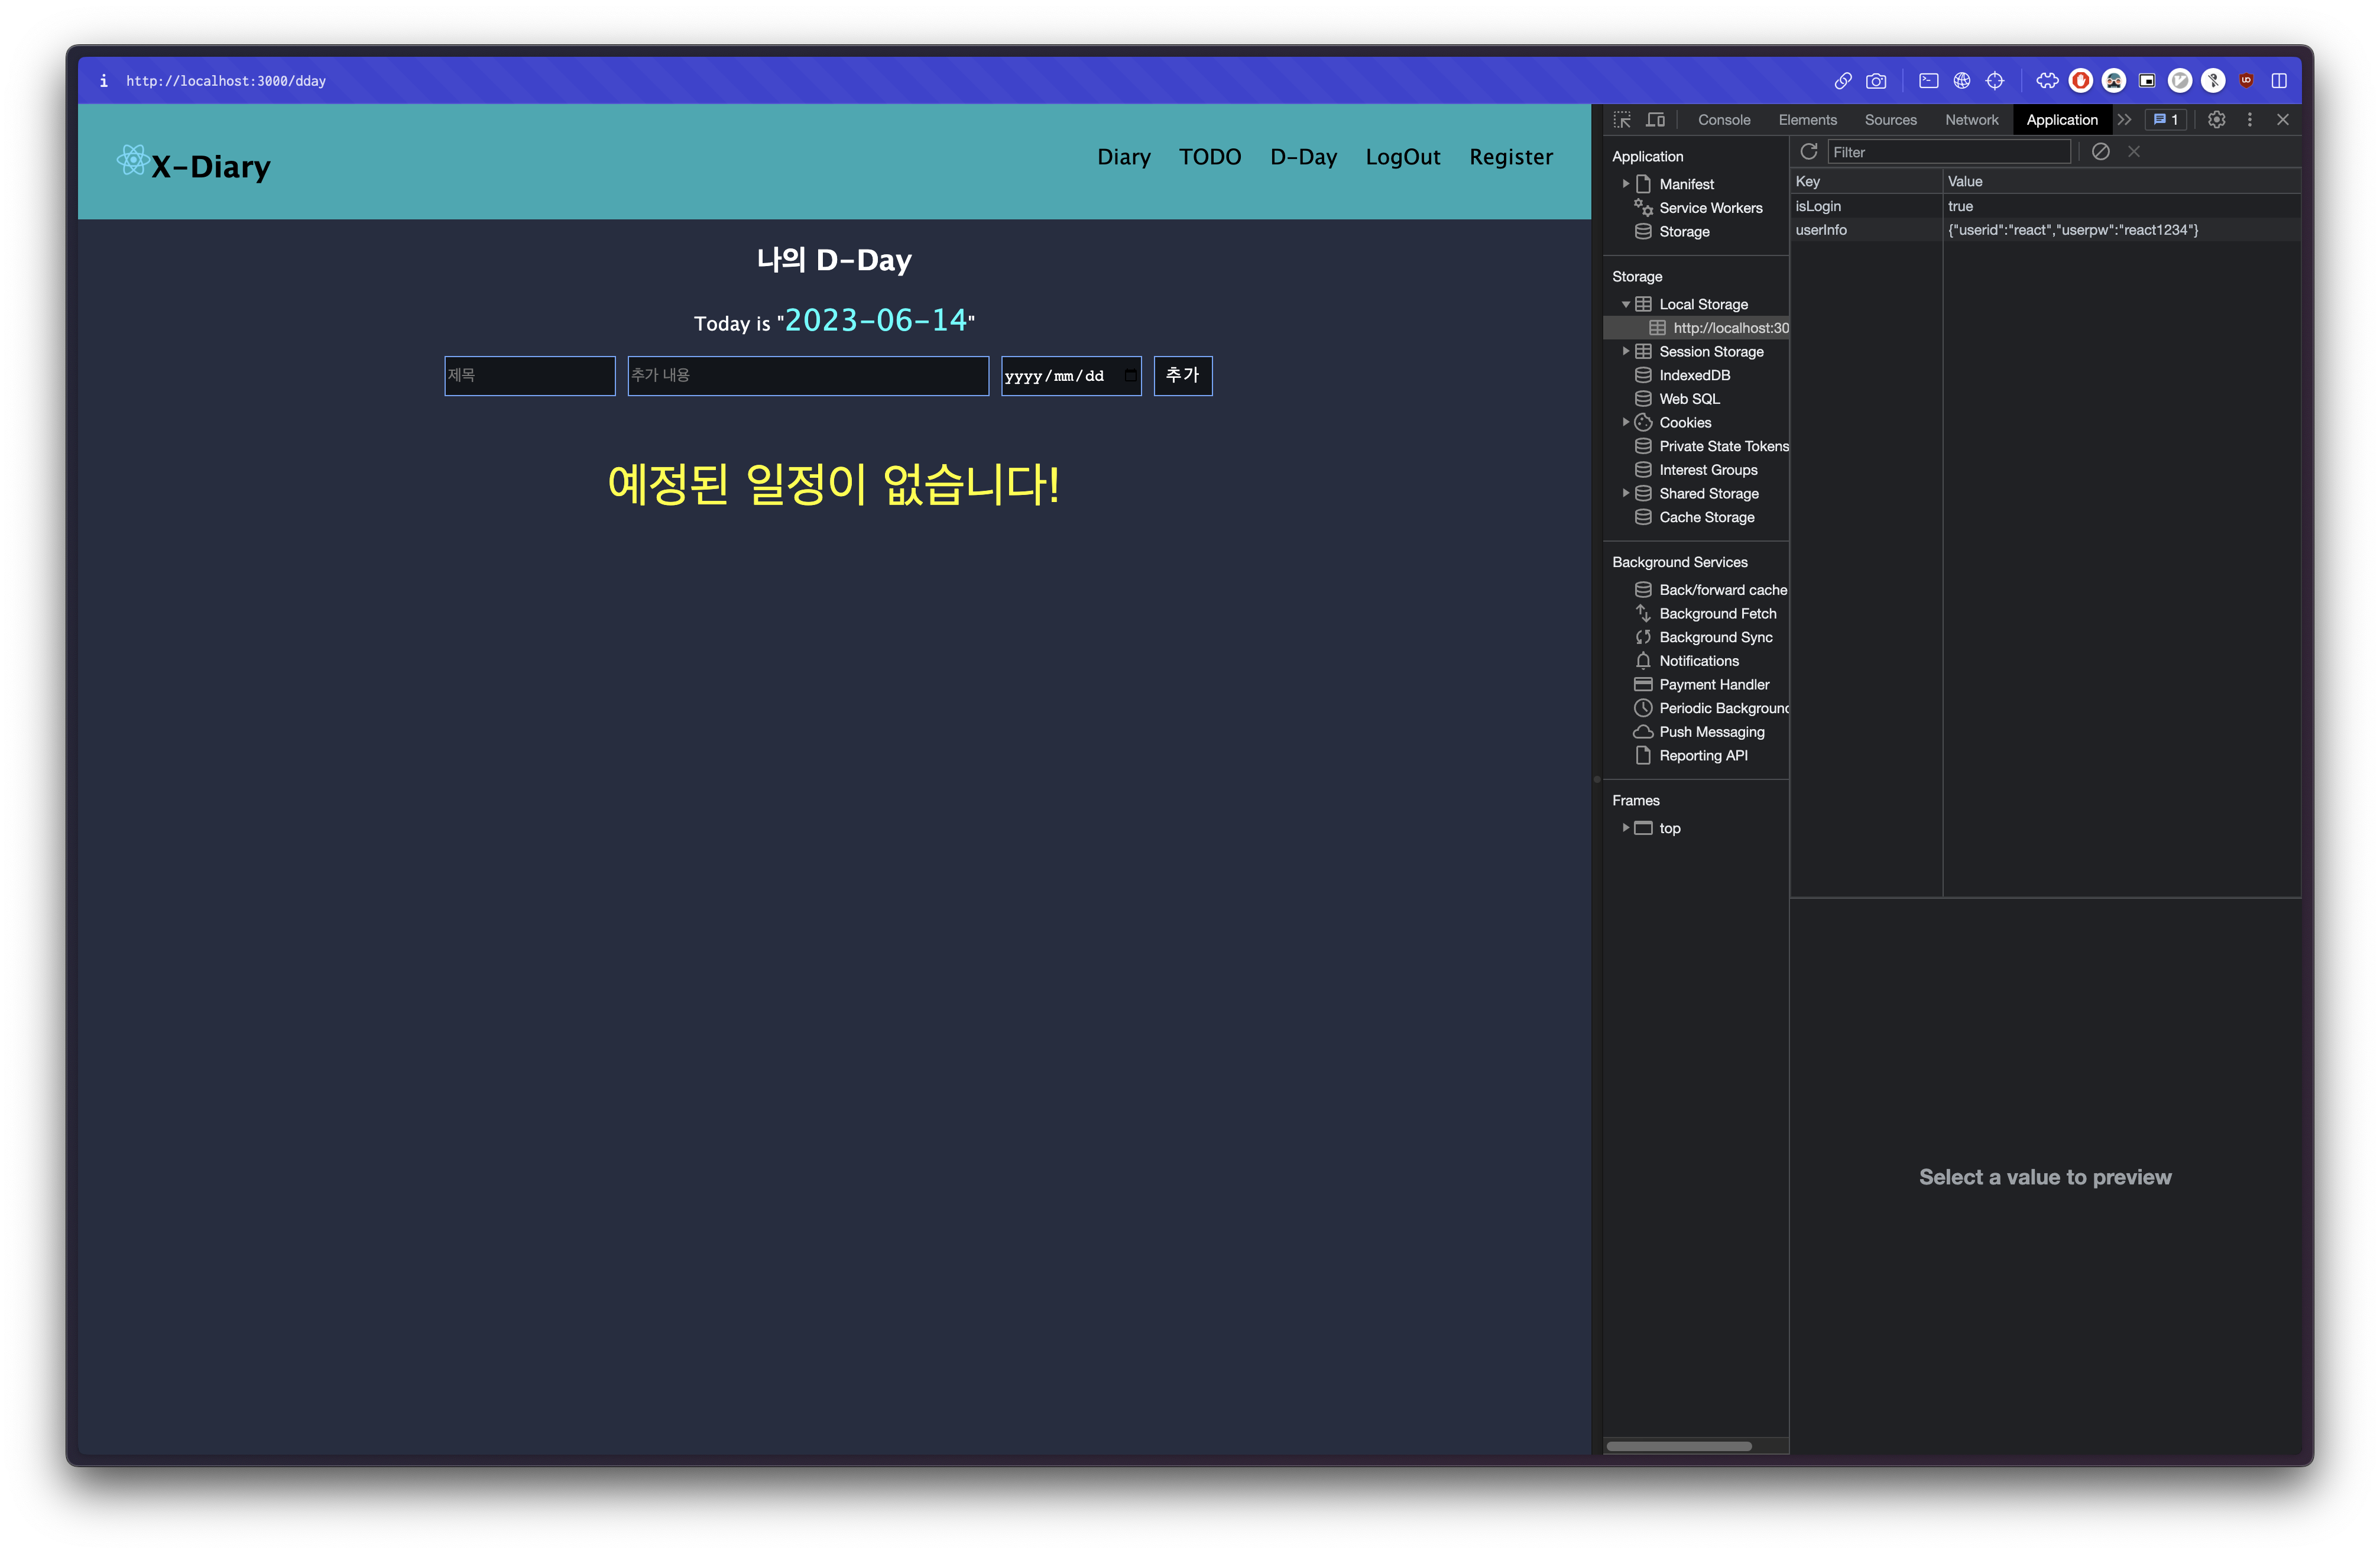 i http://localhost:3000/dday
X-Diary
Diary TODO D-Day LogOut Register
나의 D-Day
Today is "2023-06-14"
제목 추가 내용 yyyy/mm/dd 추가
예정된 일정이 없습니다!
Console Elements Sources Network Application 1
Application
Manifest
Service Workers
Storage
Storage
Local Storage
http://localhost:30
Session Storage
IndexedDB
Web SQL
Cookies
Private State Tokens
Interest Groups
Shared Storage
Cache Storage
Background Services
Back/forward cache
Background Fetch
Background Sync
Notifications
Payment Handler
Periodic Background
Push Messaging
Reporting API
Frames
top
Filter
Key Value
isLogin true
userInfo {"userid":"react","userpw":"react1234"}
Select a value to preview